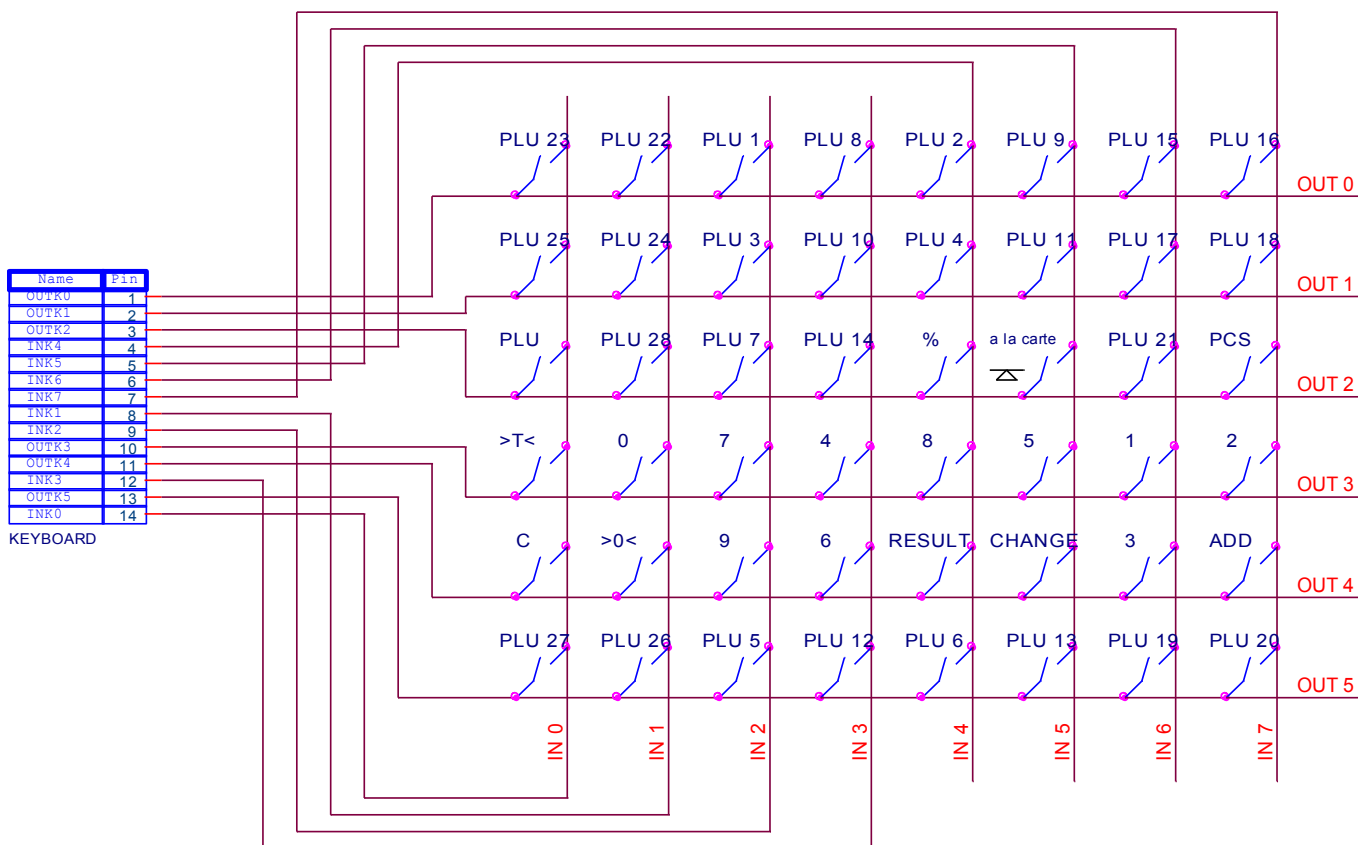 PLU 23 PLU 22 PLU 1 PLU 8 PLU 2 PLU 9 PLU 15 PLU 16
OUT 0
PLU 25 PLU 24 PLU 3 PLU 10 PLU 4 PLU 11 PLU 17 PLU 18
OUT 1
PLU PLU 28 PLU 7 PLU 14 % a la carte PLU 21 PCS
OUT 2
>T< 0 7 4 8 5 1 2
OUT 3
C >0< 9 6 RESULT CHANGE 3 ADD
OUT 4
PLU 27 PLU 26 PLU 5 PLU 12 PLU 6 PLU 13 PLU 19 PLU 20
OUT 5
IN 0 IN 1 IN 2 IN 3 IN 4 IN 5 IN 6 IN 7
Name Pin
OUTK0 1
OUTK1 2
OUTK2 3
INK4 4
INK5 5
INK6 6
INK7 7
INK1 8
INK2 9
OUTK3 10
OUTK4 11
INK3 12
OUTK5 13
INK0 14
KEYBOARD